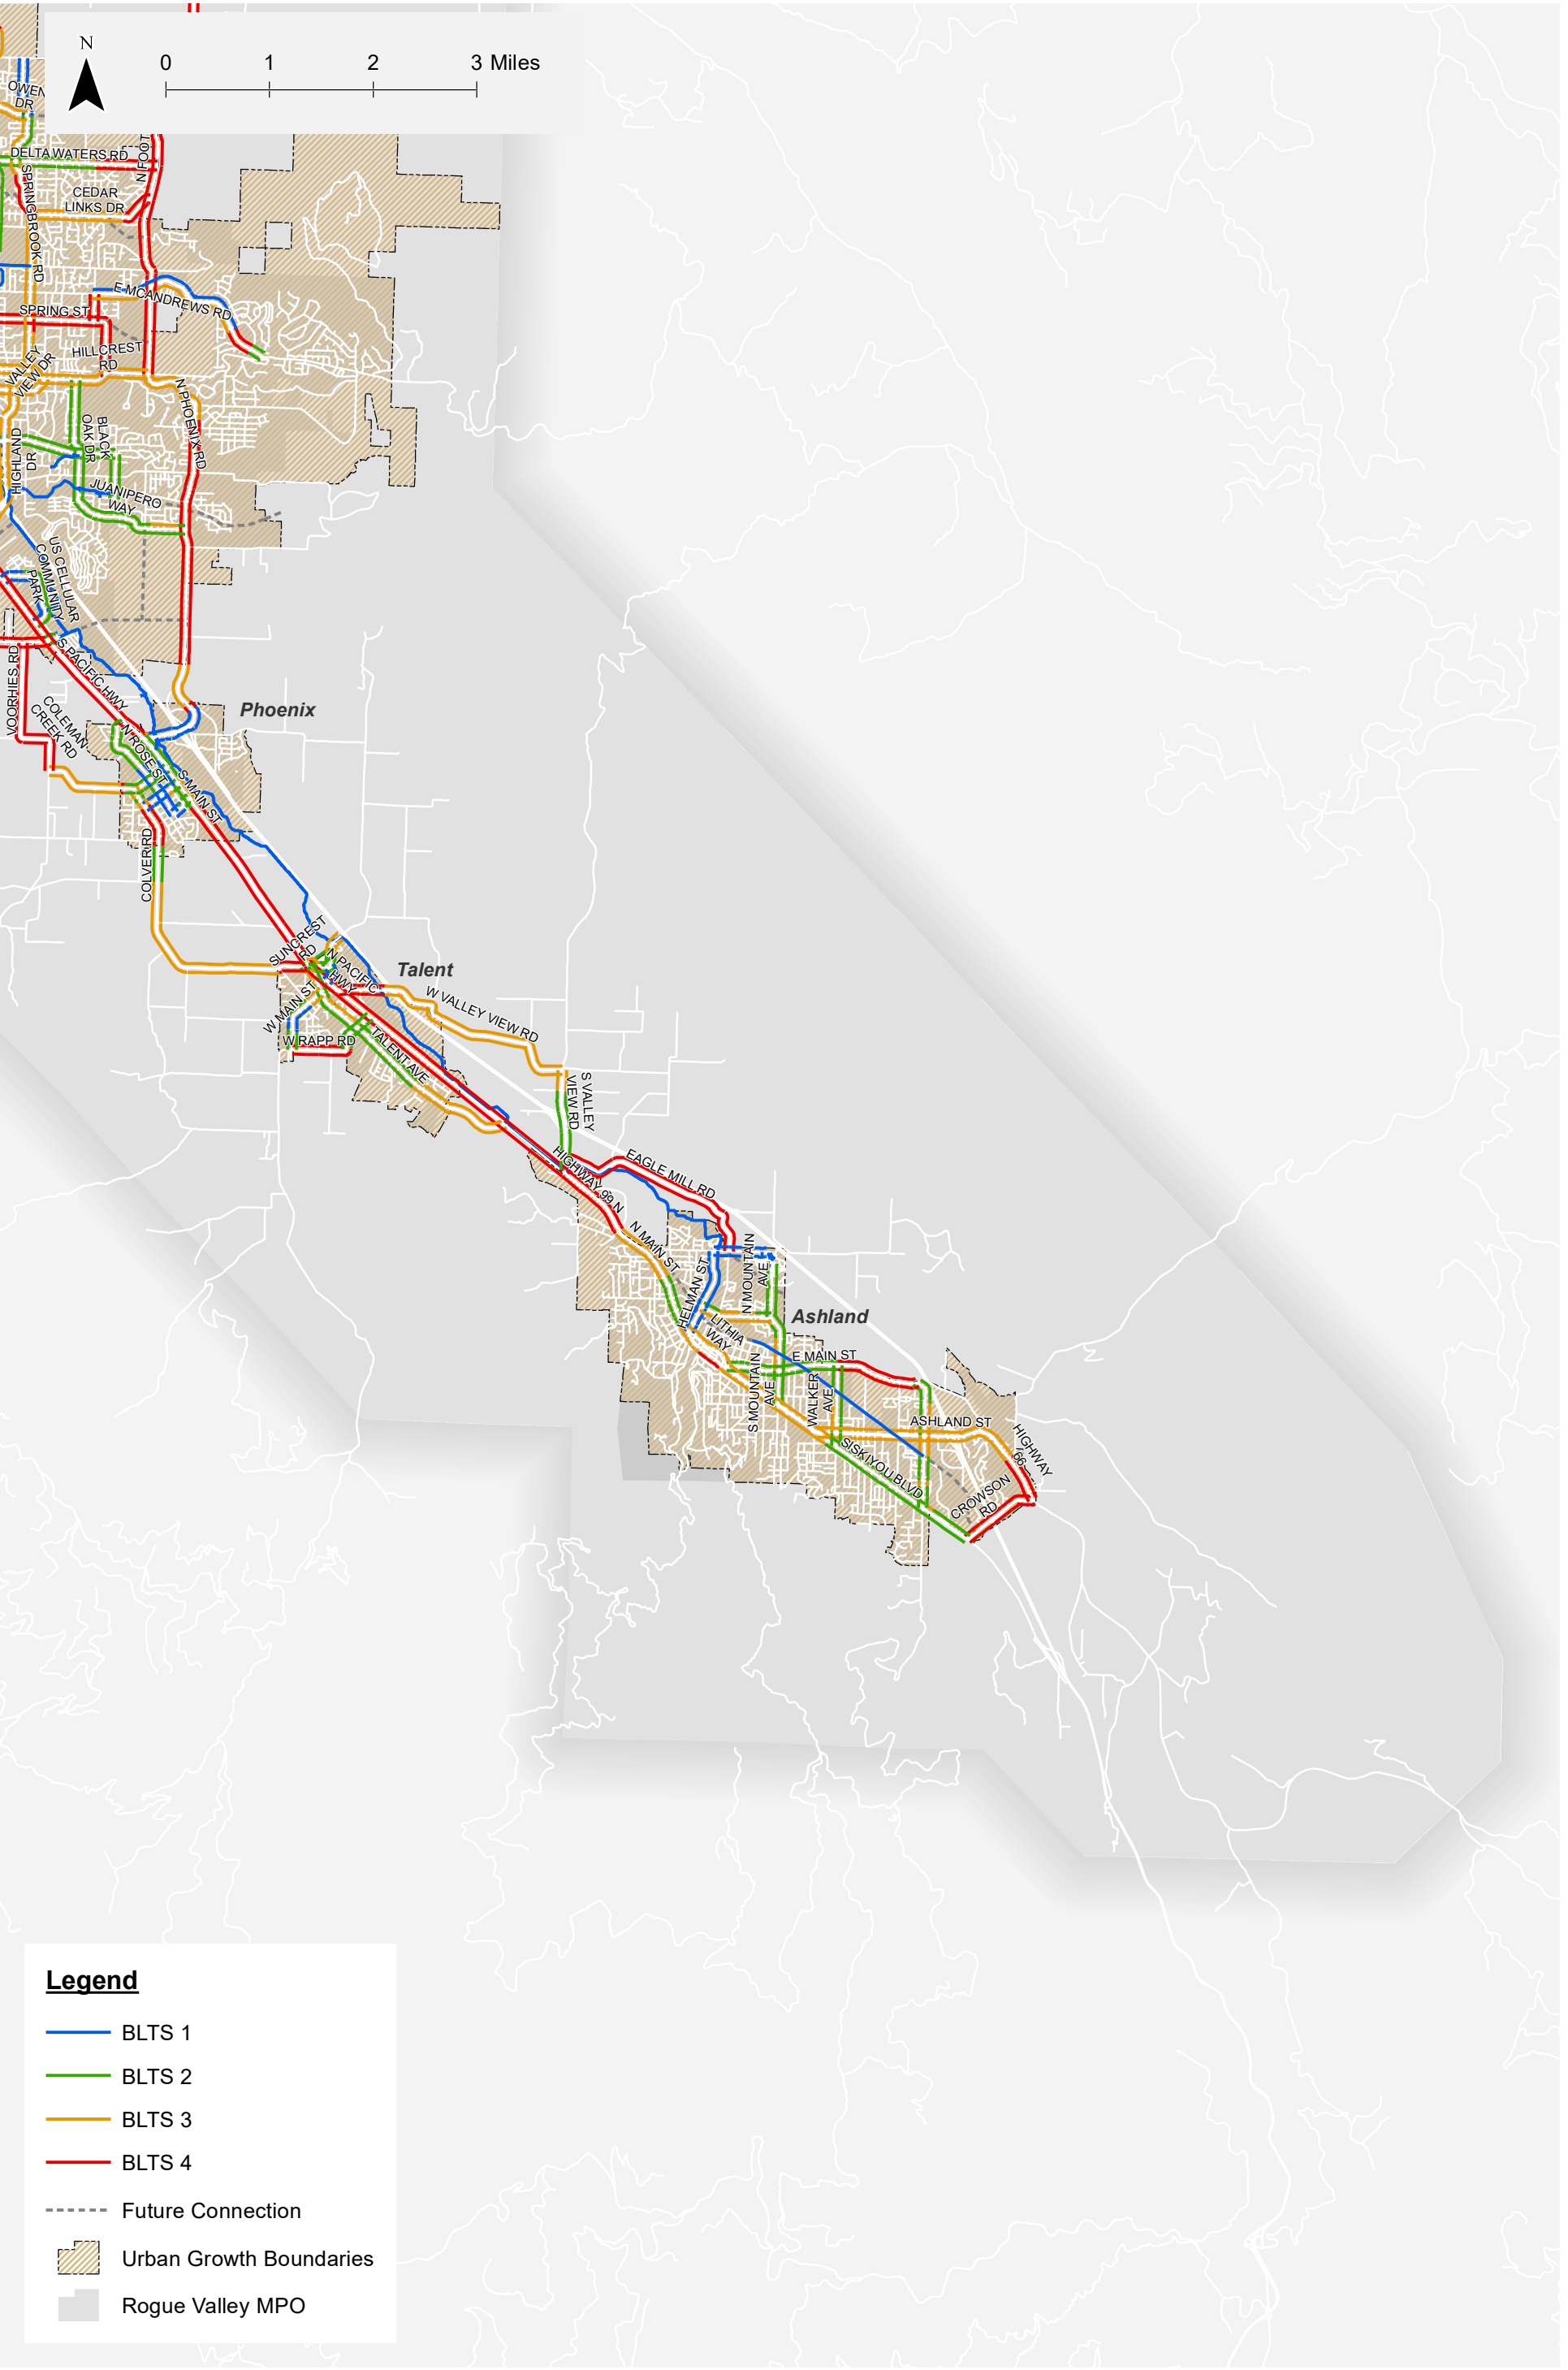 N
0 1 2 3 Miles
OWEN
DR
DELTA WATERS RD
N FOOT
SPRINGBROOK RD
CEDAR
LINKS DR
E MCANDREWS RD
SPRING ST
HILLCREST
RD
VALLEY
VIEW DR
N PHOENIX RD
BLACK
OAK DR
HIGHLAND
DR
JUANIPERO
WAY
US CELLULAR
COMMUNITY
PARK
S PACIFIC HWY
VOORHIES RD
COLEMAN
CREEK RD
Phoenix
N ROSE ST
S MAIN ST
COLVER RD
SUNCREST
RD
N PACIFIC
HWY
Talent
W VALLEY VIEW RD
W MAIN ST
W RAPP RD
TALENT AVE
S VALLEY
VIEW RD
HIGHWAY 99 N
EAGLE MILL RD
N MAIN ST
HELMAN ST
N MOUNTAIN
AVE
Ashland
LITHIA
WAY
E MAIN ST
S MOUNTAIN
AVE
WALKER
AVE
ASHLAND ST
HIGHWAY
66
SISKIYOU BLVD
CROWSON
RD
Legend
BLTS 1
BLTS 2
BLTS 3
BLTS 4
Future Connection
Urban Growth Boundaries
Rogue Valley MPO